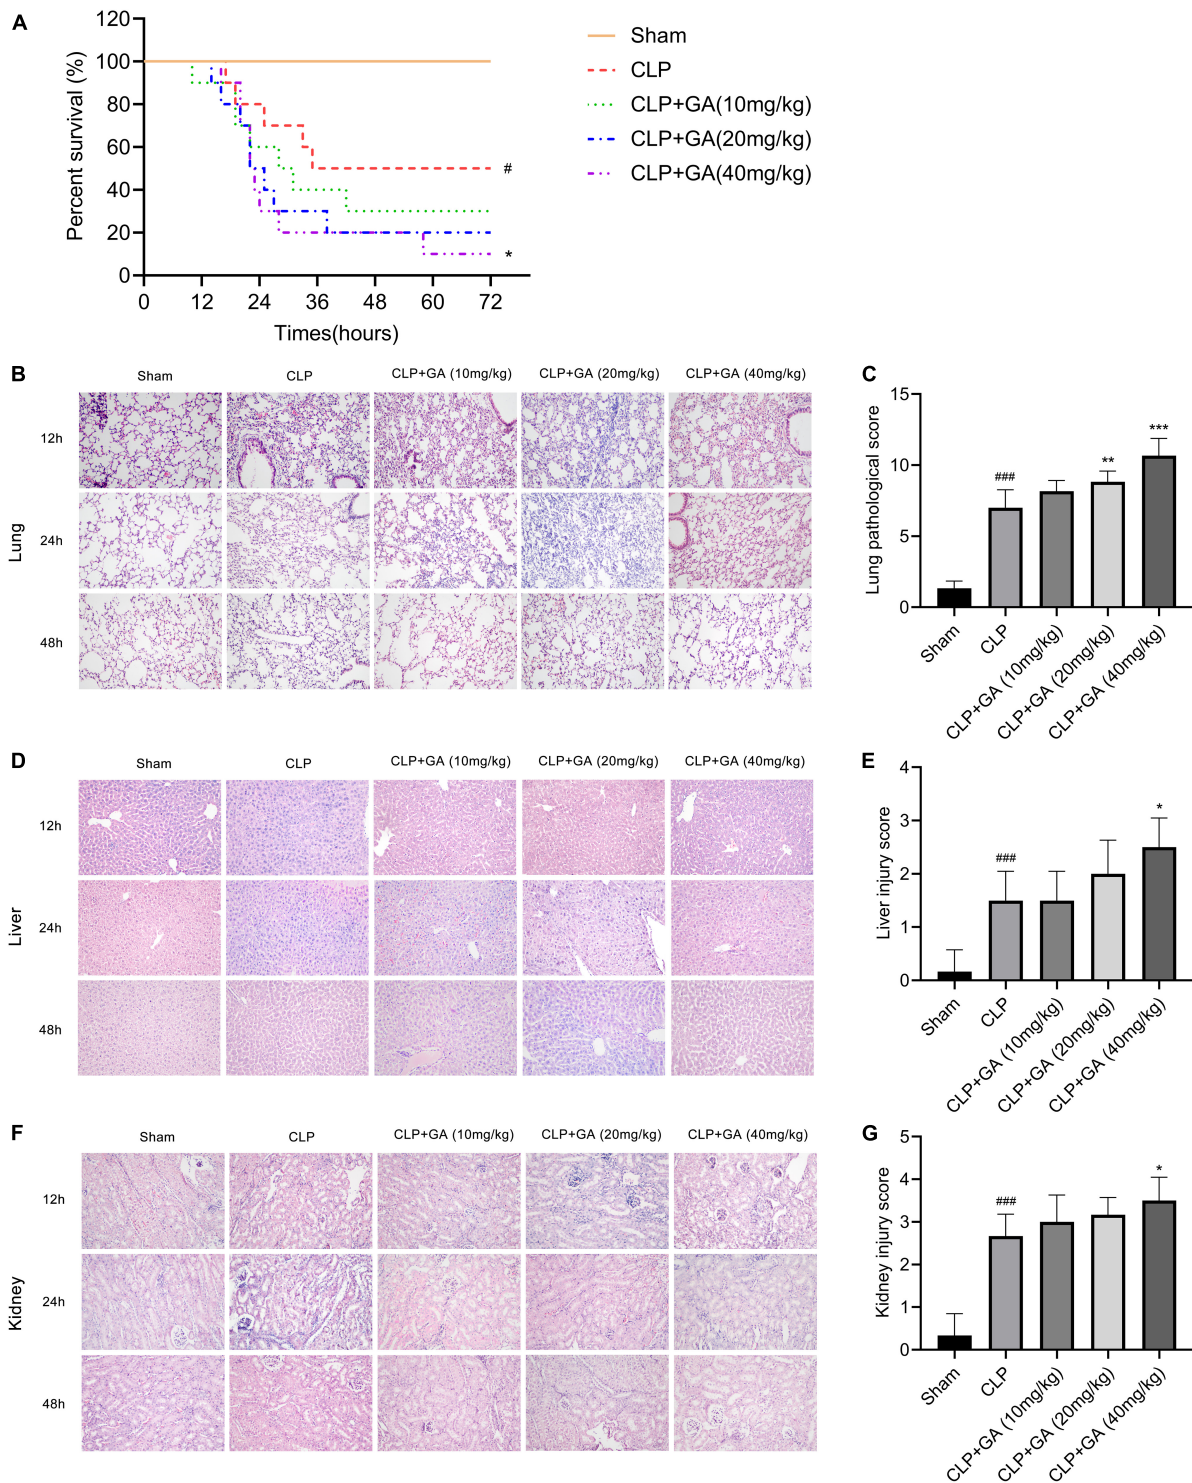 A
120
100
80
60
40
20
0
Percent survival (%)
0 12 24 36 48 60 72
Times(hours)
#
*
Sham
CLP
CLP+GA(10mg/kg)
CLP+GA(20mg/kg)
CLP+GA(40mg/kg)
B
Sham CLP CLP+GA (10mg/kg) CLP+GA (20mg/kg) CLP+GA (40mg/kg)
Lung
12h
24h
48h
C
Lung pathological score
15
10
5
0
###
**
***
Sham
CLP
CLP+GA (10mg/kg)
CLP+GA (20mg/kg)
CLP+GA (40mg/kg)
D
Sham CLP CLP+GA (10mg/kg) CLP+GA (20mg/kg) CLP+GA (40mg/kg)
Liver
12h
24h
48h
E
Liver injury score
4
3
2
1
0
###
*
Sham
CLP
CLP+GA (10mg/kg)
CLP+GA (20mg/kg)
CLP+GA (40mg/kg)
F
Sham CLP CLP+GA (10mg/kg) CLP+GA (20mg/kg) CLP+GA (40mg/kg)
Kidney
12h
24h
48h
G
Kidney injury score
5
4
3
2
1
0
###
*
Sham
CLP
CLP+GA (10mg/kg)
CLP+GA (20mg/kg)
CLP+GA (40mg/kg)